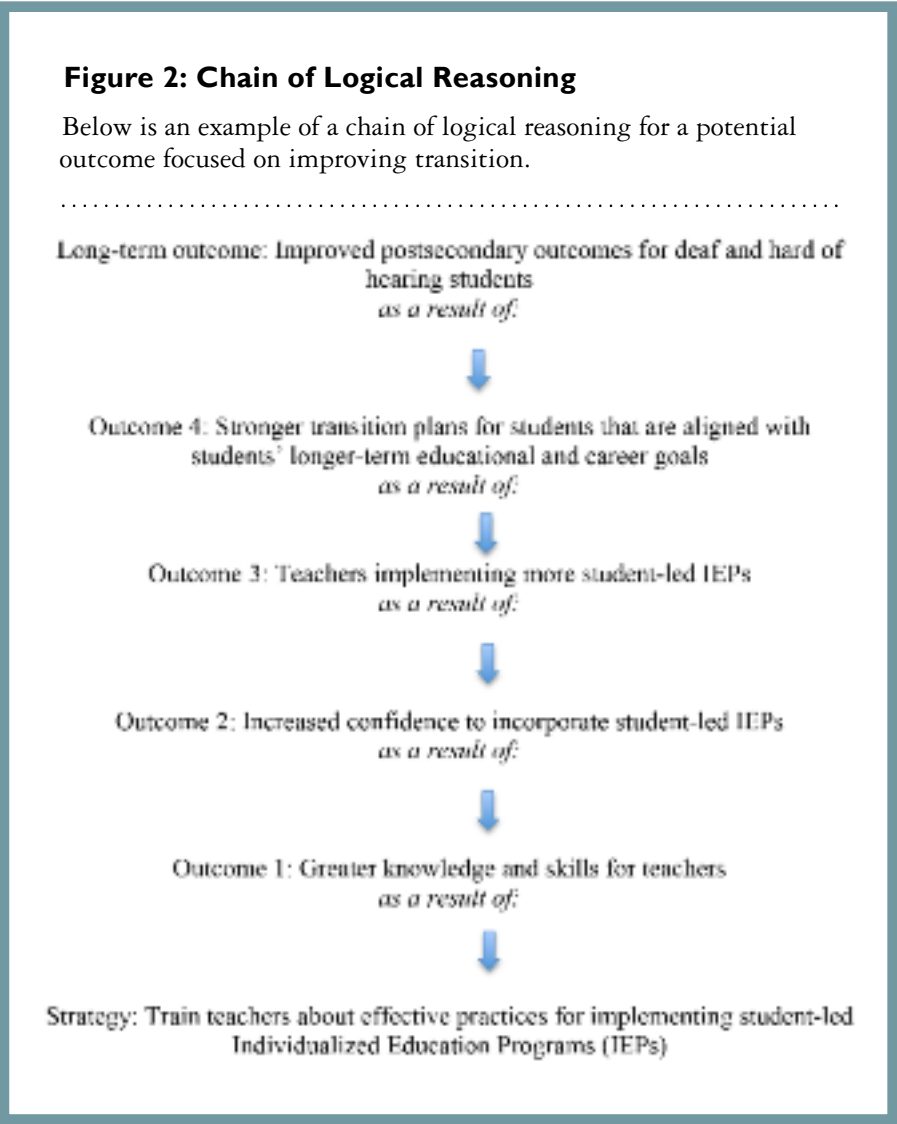 Figure 2: Chain of Logical Reasoning
Below is an example of a chain of logical reasoning for a potential
outcome focused on improving transition.
Long-term outcome: Improved postsecondary outcomes for deaf and hard of
hearing students
as a result of:
Outcome 4: Stronger transition plans for students that are aligned with
students' longer-term educational and career goals
as a result of:
Outcome 3: Teachers implementing more student-led IEPs
as a result of:
Outcome 2: Increased confidence to incorporate student-led IEPs
as a result of:
Outcome 1: Greater knowledge and skills for teachers
as a result of:
Strategy: Train teachers about effective practices for implementing student-led
Individualized Education Programs (IEPs)